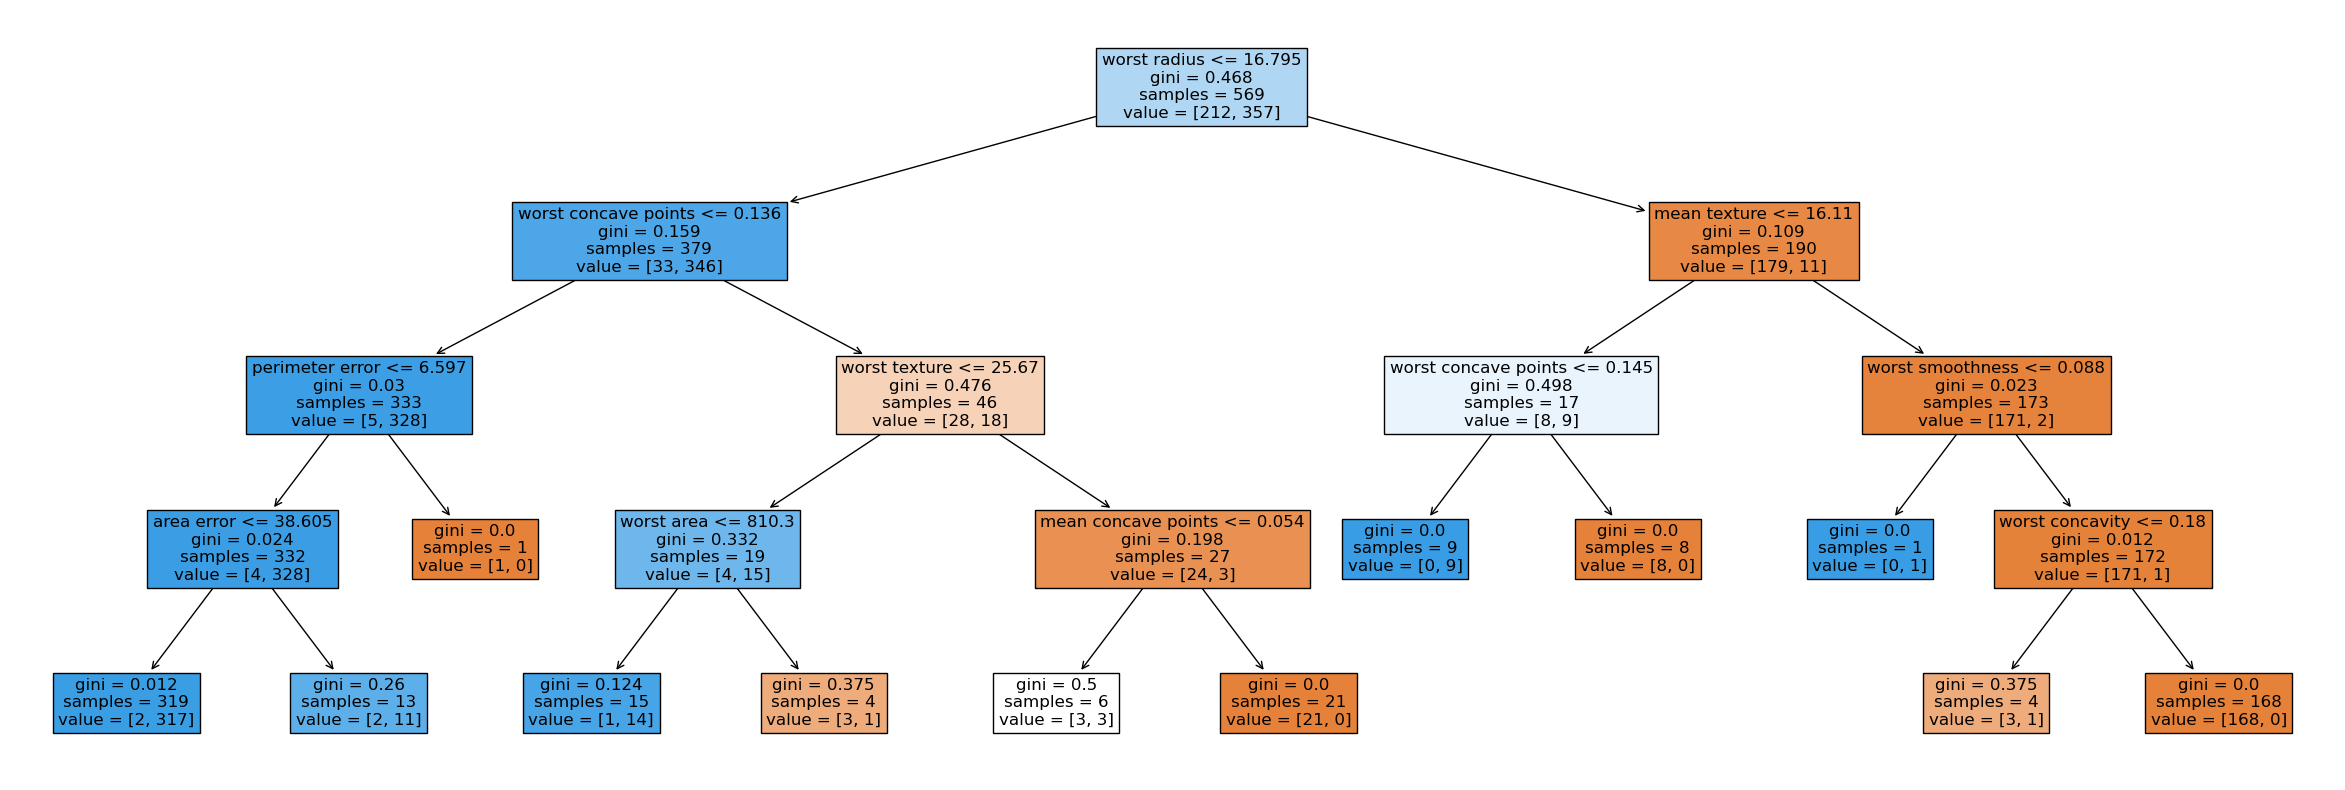 worst radius <= 16.795
gini = 0.468
samples = 569
value = [212, 357]
worst concave points <= 0.136
gini = 0.159
samples = 379
value = [33, 346]
mean texture <= 16.11
gini = 0.109
samples = 190
value = [179, 11]
perimeter error <= 6.597
gini = 0.03
samples = 333
value = [5, 328]
worst texture <= 25.67
gini = 0.476
samples = 46
value = [28, 18]
worst concave points <= 0.145
gini = 0.498
samples = 17
value = [8, 9]
worst smoothness <= 0.088
gini = 0.023
samples = 173
value = [171, 2]
area error <= 38.605
gini = 0.024
samples = 332
value = [4, 328]
gini = 0.0
samples = 1
value = [1, 0]
worst area <= 810.3
gini = 0.332
samples = 19
value = [4, 15]
mean concave points <= 0.054
gini = 0.198
samples = 27
value = [24, 3]
gini = 0.0
samples = 9
value = [0, 9]
gini = 0.0
samples = 8
value = [8, 0]
gini = 0.0
samples = 1
value = [0, 1]
worst concavity <= 0.18
gini = 0.012
samples = 172
value = [171, 1]
gini = 0.012
samples = 319
value = [2, 317]
gini = 0.26
samples = 13
value = [2, 11]
gini = 0.124
samples = 15
value = [1, 14]
gini = 0.375
samples = 4
value = [3, 1]
gini = 0.5
samples = 6
value = [3, 3]
gini = 0.0
samples = 21
value = [21, 0]
gini = 0.375
samples = 4
value = [3, 1]
gini = 0.0
samples = 168
value = [168, 0]